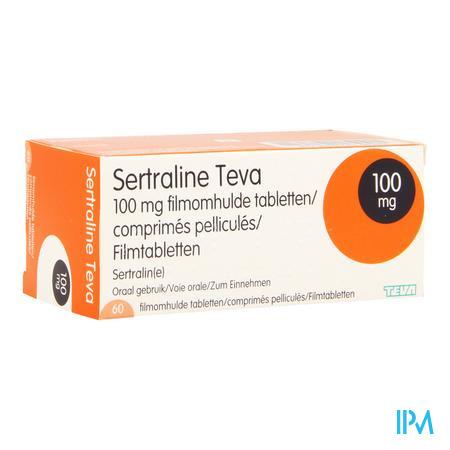 Sertraline Teva
100 mg filmomhulde tabletten/
comprimés pelliculés/
Filmtabletten
Sertralin(e)
Oraal gebruik/Voie orale/Zum Einnehmen
60 filmomhulde tabletten/comprimés pelliculés/Filmtabletten
100
mg
TEVA
Sertraline Teva
100
mg
IPM